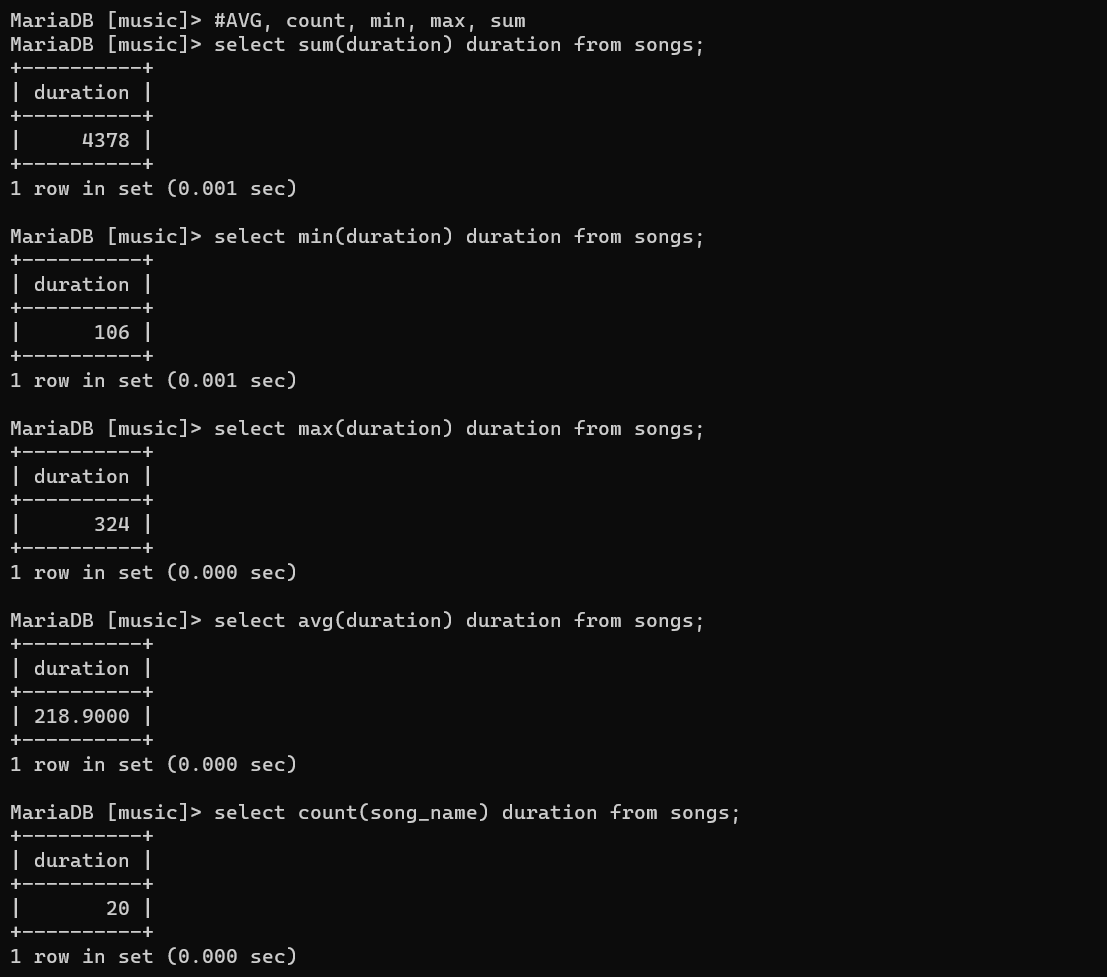 MariaDB [music]> #AVG, count, min, max, sum
MariaDB [music]> select sum(duration) duration from songs;
+----------+
| duration |
+----------+
|     4378 |
+----------+
1 row in set (0.001 sec)

MariaDB [music]> select min(duration) duration from songs;
+----------+
| duration |
+----------+
|      106 |
+----------+
1 row in set (0.001 sec)

MariaDB [music]> select max(duration) duration from songs;
+----------+
| duration |
+----------+
|      324 |
+----------+
1 row in set (0.000 sec)

MariaDB [music]> select avg(duration) duration from songs;
+----------+
| duration |
+----------+
| 218.9000 |
+----------+
1 row in set (0.000 sec)

MariaDB [music]> select count(song_name) duration from songs;
+----------+
| duration |
+----------+
|       20 |
+----------+
1 row in set (0.000 sec)